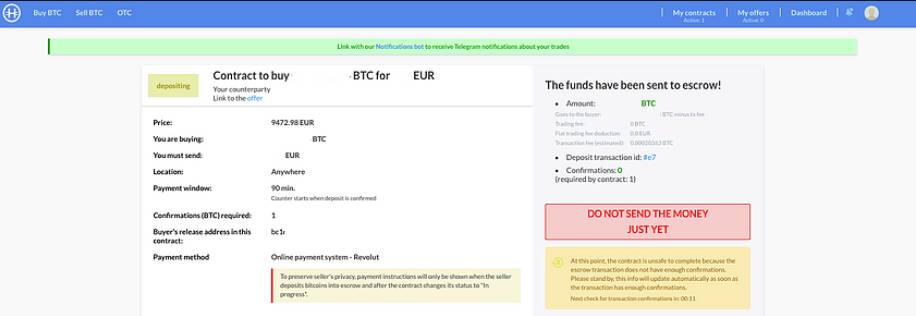 Buy BTC Sell BTC OTC My contracts My offers Dashboard
Active: 1 Active: 0
Link with our Notifications bot to receive Telegram notifications about your trades
depositing
Contract to buy BTC for EUR
Your counterparty
Link to the offer
Price: 9472.98 EUR
You are buying: BTC
You must send: EUR
Location: Anywhere
Payment window: 90 min.
Counter starts when deposit is confirmed
Confirmations (BTC) required: 1
Buyer's release address in this
contract:
Payment method Online payment system - Revolut
To preserve seller's privacy, payment instructions will only be shown when the seller
deposits bitcoins into escrow and after the contract changes its status to "In
progress".
The funds have been sent to escrow!
Amount: BTC
Goes to the buyer: BTC minus tx fee
Trading fee: 0 BTC
Flat trading fee deduction: 0.0 EUR
Transaction fee (estimated): BTC
Deposit transaction id: #e7
Confirmations: 0
(required by contract: 1)
DO NOT SEND THE MONEY
JUST YET
At this point, the contract is unsafe to complete because the
escrow transaction does not have enough confirmations.
Please stand by, this info will update automatically as soon as
the transaction has enough confirmations.
Next check for transaction confirmations in: 00:11